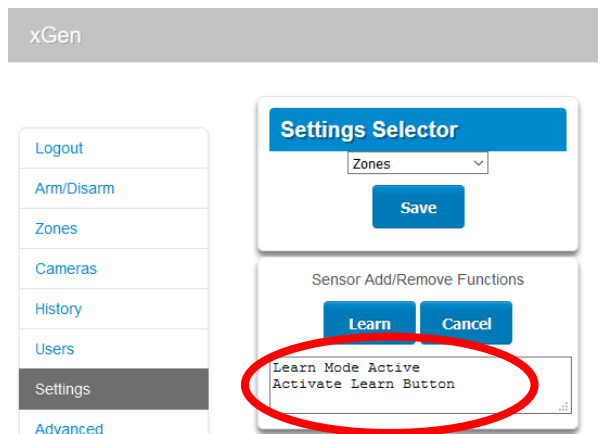 xGen
Logout
Arm/Disarm
Zones
Cameras
History
Users
Settings
Advanced
Settings Selector
Zones
Save
Sensor Add/Remove Functions
Learn Cancel
Learn Mode Active
Activate Learn Button